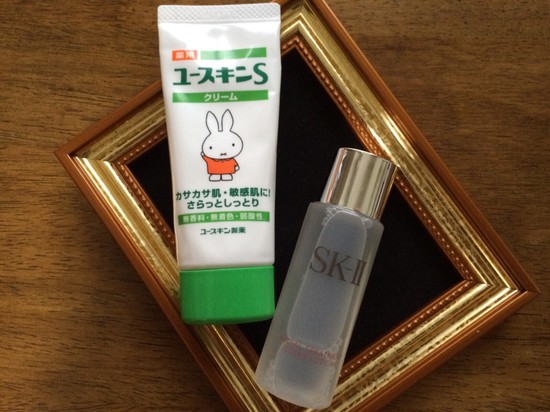 薬用
ユースキンS
クリーム
カサカサ肌・敏感肌に!
さらっとしっとり
無香料・無着色・弱酸性
ユースキン製薬
SK-II